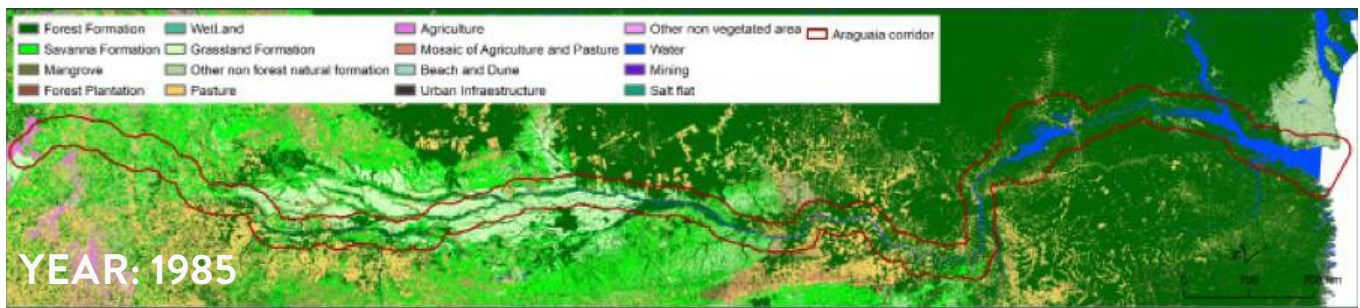 Forest Formation WetLand Agriculture Other non vegetated area Araguaia corridor
Savanna Formation Grassland Formation Mosaic of Agriculture and Pasture Water
Mangrove Other non forest natural formation Beach and Dune Mining
Forest Plantation Pasture Urban Infraestructure Salt flat
YEAR: 1985
0 100